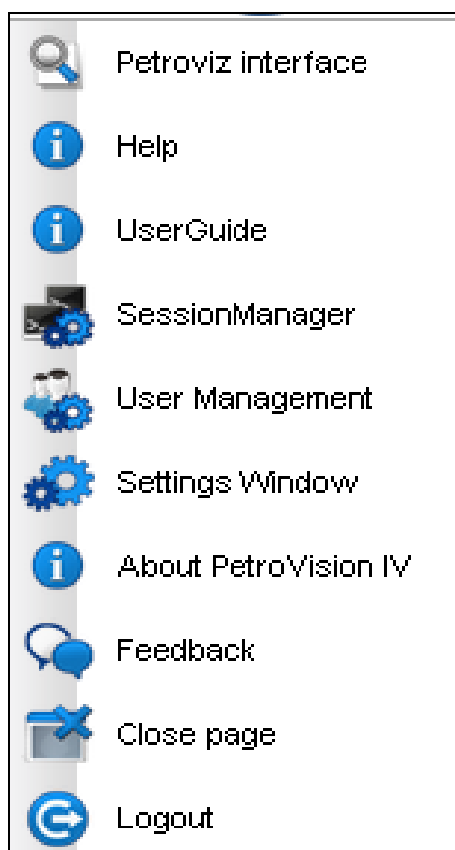 Petroviz interface
Help
UserGuide
SessionManager
User Management
Settings Window
About PetroVision IV
Feedback
Close page
Logout